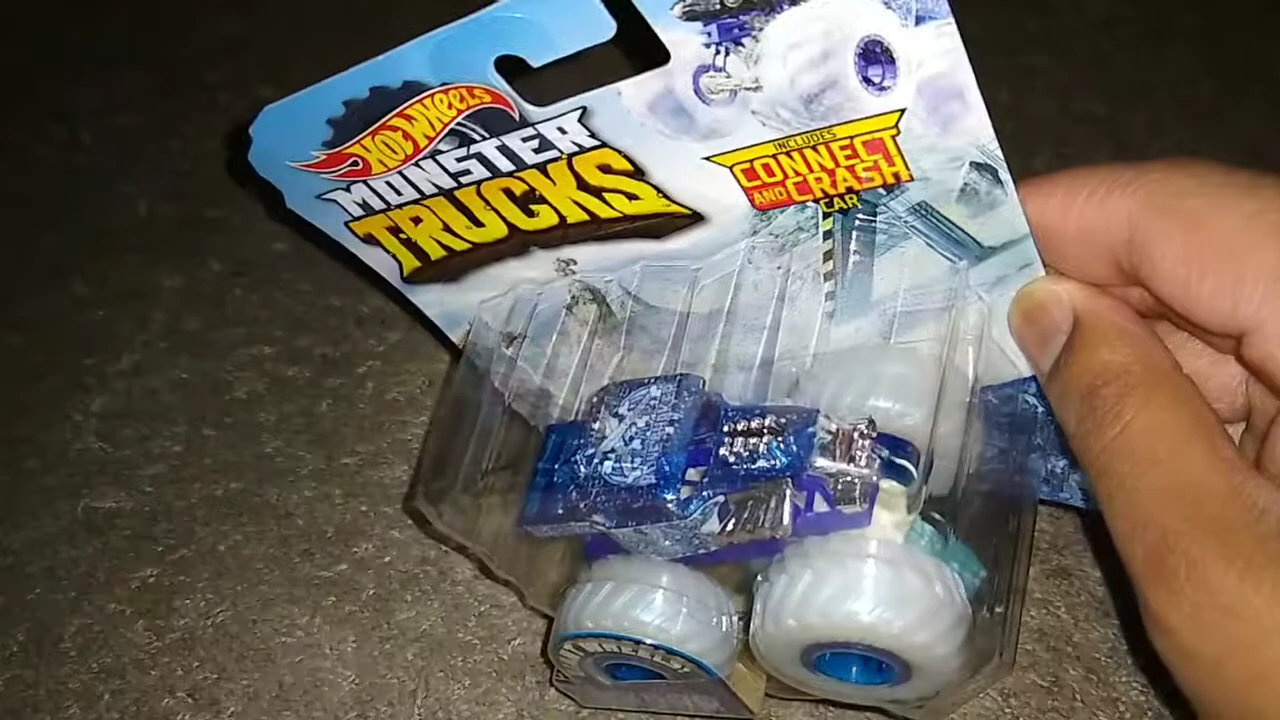 HOT WHEELS
MONSTER
TRUCKS
INCLUDES
CONNECT
AND CRASH
CAR